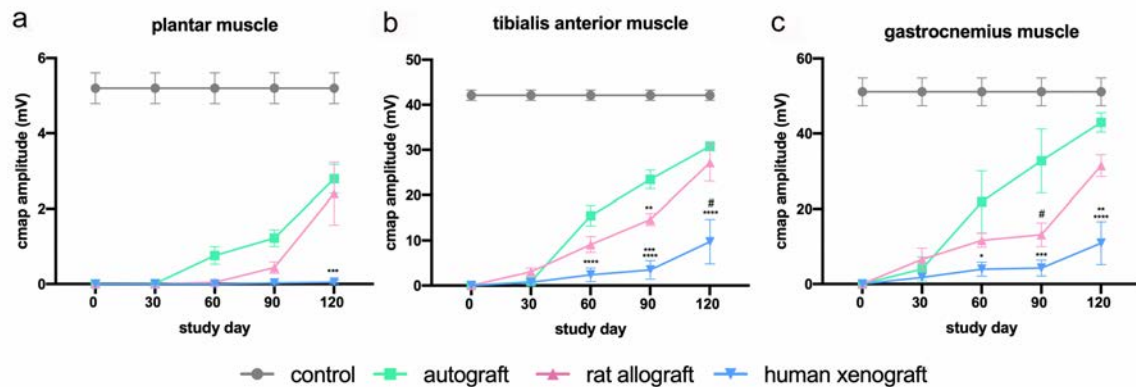 a
plantar muscle
cmap amplitude (mV)
6
4
2
0
0 30 60 90 120
study day
***
b
tibialis anterior muscle
cmap amplitude (mV)
50
40
30
20
10
0
0 30 60 90 120
study day
****
**
***
****
#
****
c
gastrocnemius muscle
cmap amplitude (mV)
60
40
20
0
0 30 60 90 120
study day
*
#
***
**
****
control autograft rat allograft human xenograft